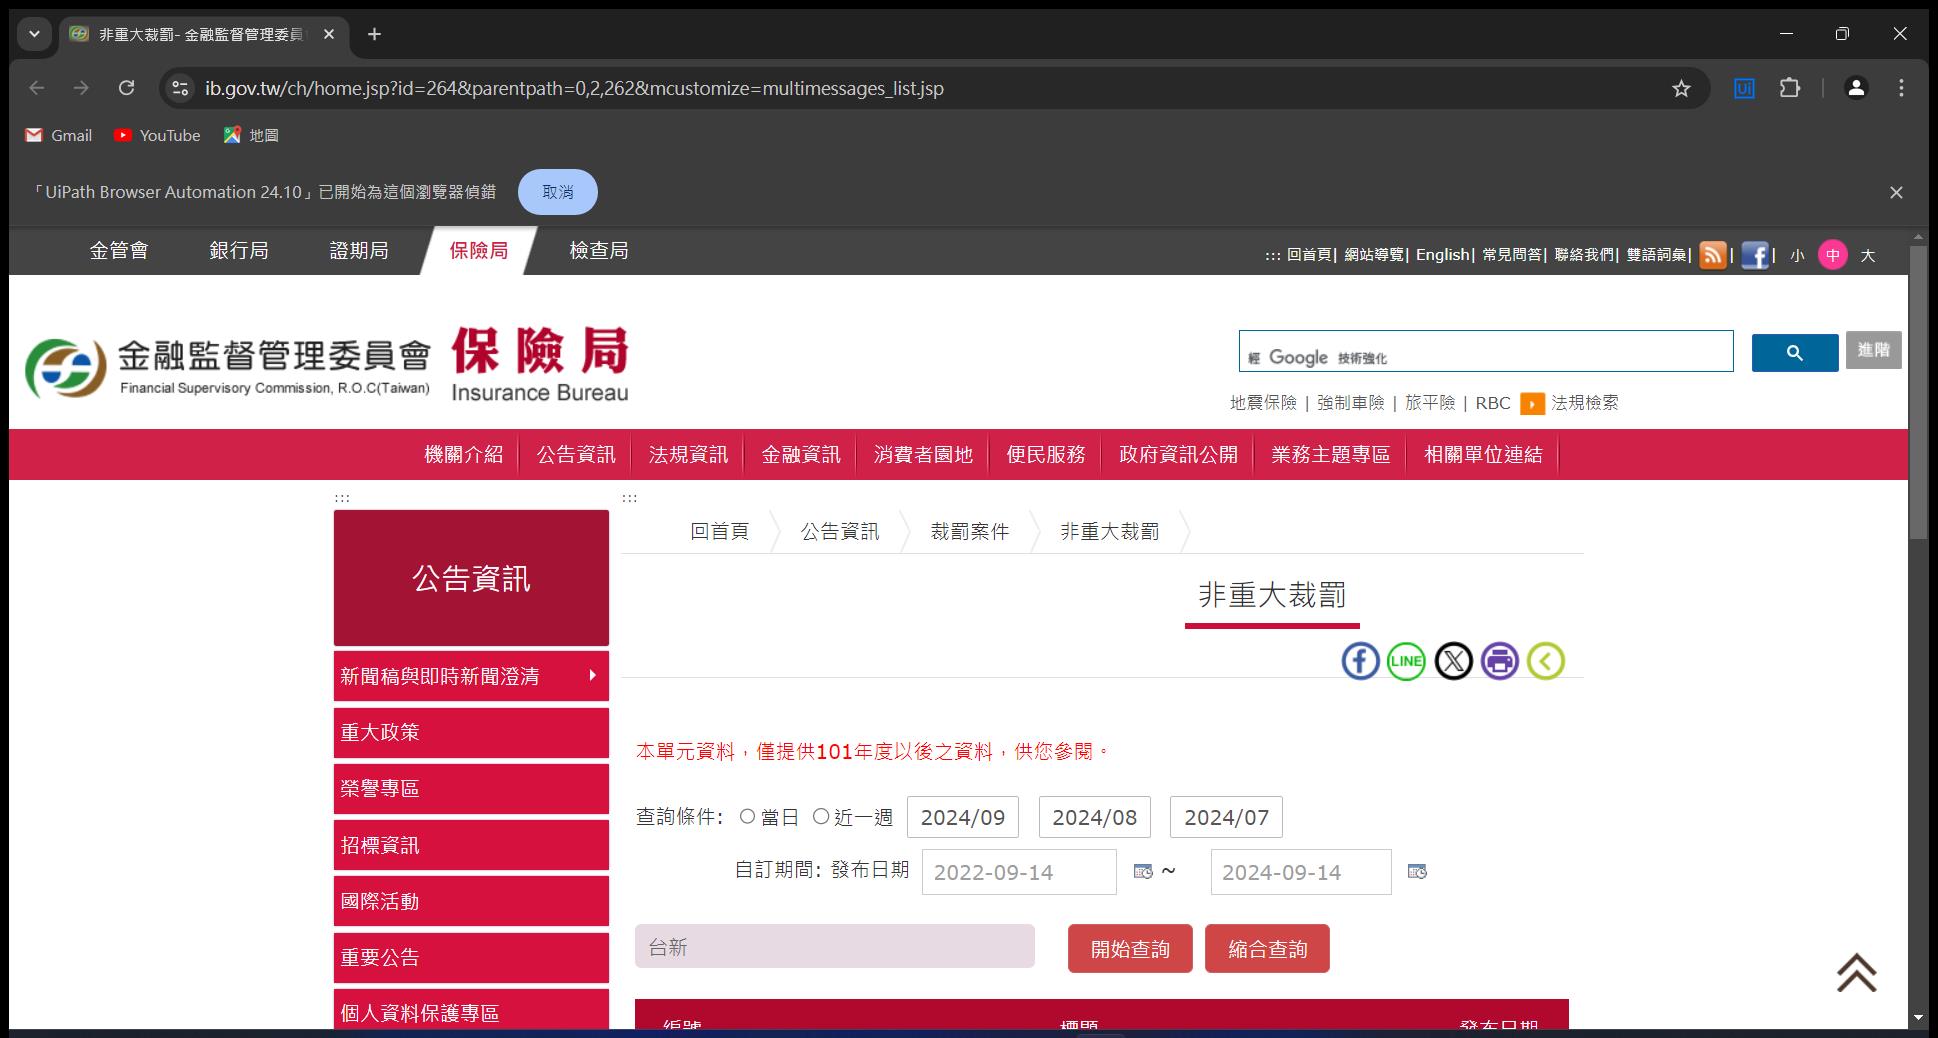 非重大裁罰- 金融監督管理委員
ib.gov.tw/ch/home.jsp?id=264&parentpath=0,2,262&mcustomize=multimessages_list.jsp
Ui
Gmail YouTube 地圖
「UiPath Browser Automation 24.10」已開始為這個瀏覽器偵錯 取消
金管會 銀行局 證期局 保險局 檢查局
::: 回首頁| 網站導覽| English| 常見問答| 聯絡我們| 雙語詞彙| | f | 小 中 大
金融監督管理委員會 保險局
Financial Supervisory Commission, R.O.C(Taiwan) Insurance Bureau
經 Google 技術強化 進階
地震保險 | 強制車險 | 旅平險 | RBC 法規檢索
機關介紹 公告資訊 法規資訊 金融資訊 消費者園地 便民服務 政府資訊公開 業務主題專區 相關單位連結
::: :::
公告資訊
新聞稿與即時新聞澄清
重大政策
榮譽專區
招標資訊
國際活動
重要公告
個人資料保護專區
回首頁 公告資訊 裁罰案件 非重大裁罰
非重大裁罰
f LINE X
本單元資料，僅提供101年度以後之資料，供您參閱。
查詢條件: 當日 近一週 2024/09 2024/08 2024/07
自訂期間: 發布日期 2022-09-14 ~ 2024-09-14
台新 開始查詢 縮合查詢
編號 標題 發布日期